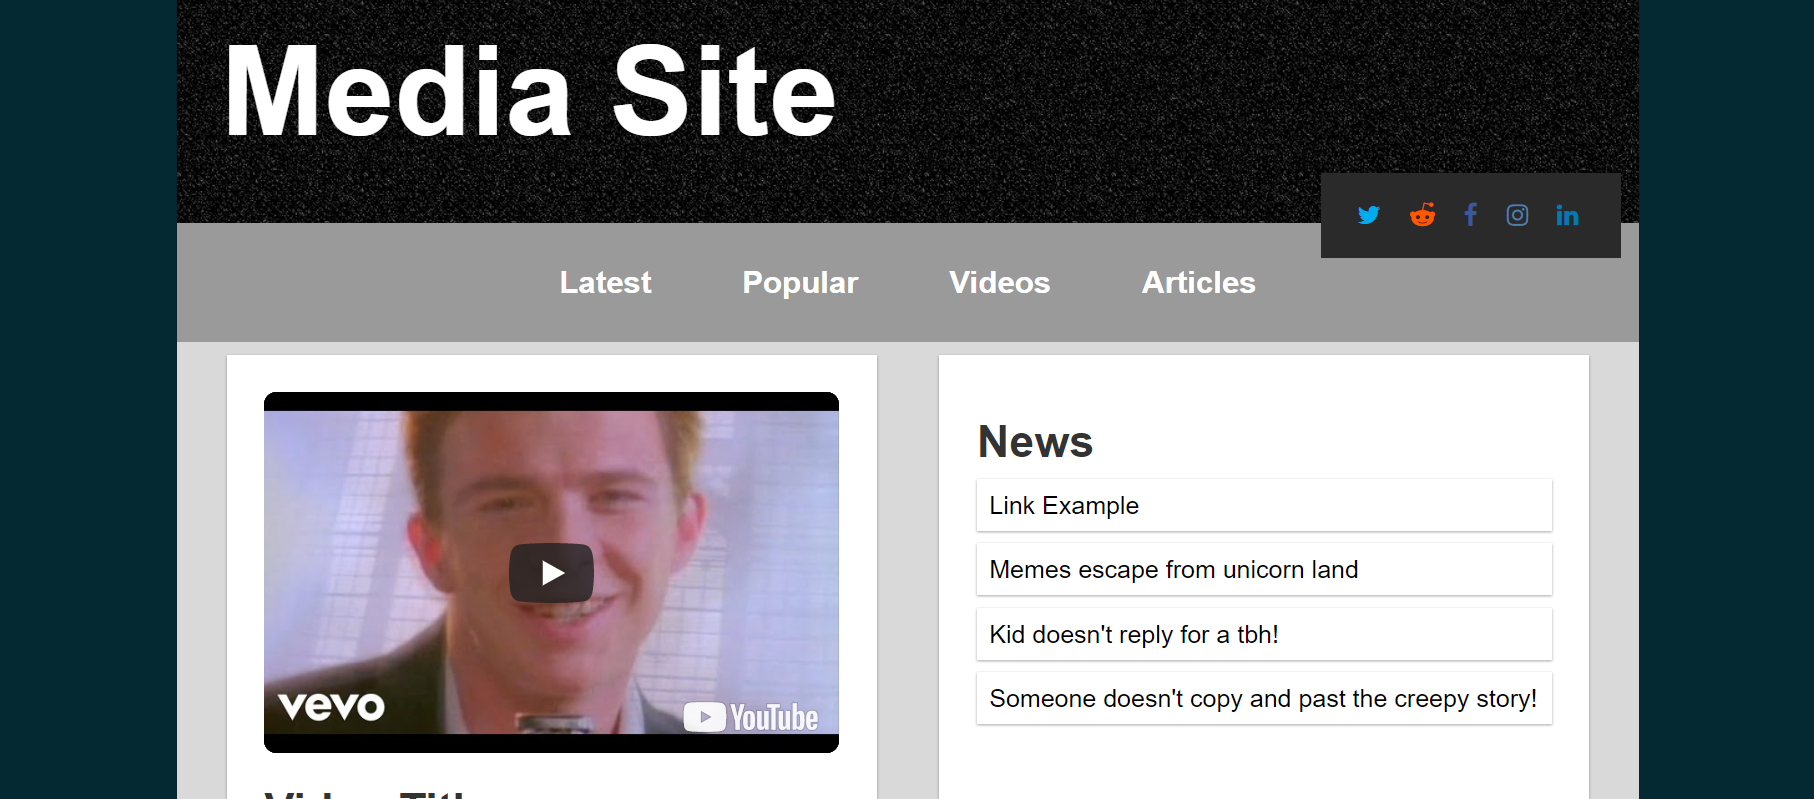 Media Site
Latest Popular Videos Articles
vevo
YouTube
News
Link Example
Memes escape from unicorn land
Kid doesn't reply for a tbh!
Someone doesn't copy and past the creepy story!